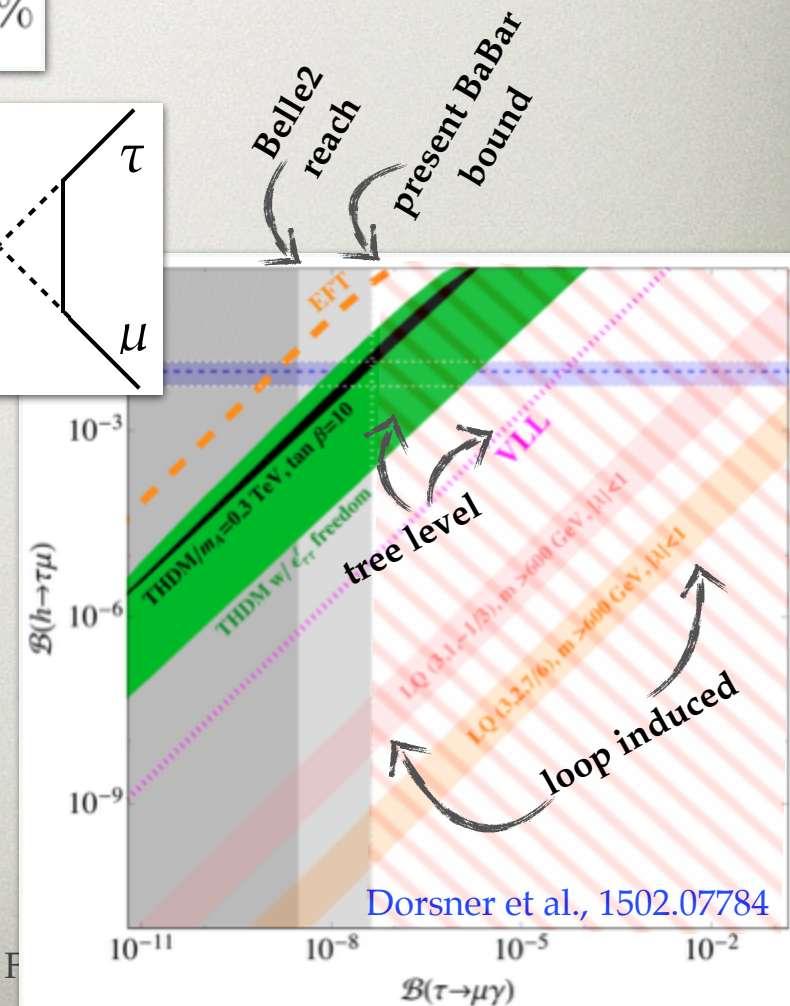 %
Belle2
reach
present BaBar
bound
τ
μ
EFT
THDM/m_A=0.3 TeV, tan β=10
THDM w/ ϵ^ℓ_ττ freedom
VLL
tree level
LQ (3,1,−1/3), m >600 GeV, |λ|<1
LQ (3,2,7/6), m >600 GeV, |λ|<1
loop induced
10^-3
10^-6
10^-9
ℬ(h→τμ)
Dorsner et al., 1502.07784
10^-11
10^-8
10^-5
10^-2
ℬ(τ→μγ)
F